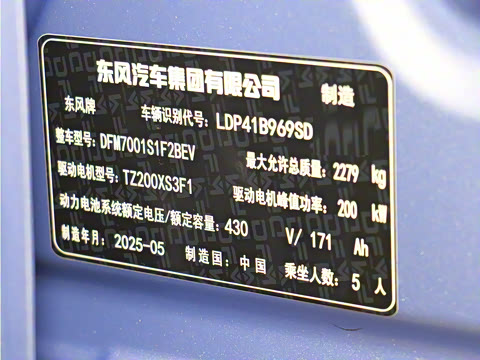 东风汽车集团有限公司 制造
东风牌 车辆识别代号: LDP41B969SD
整车型号: DFM7001S1F2BEV 最大允许总质量: 2279 kg
驱动电机型号: TZ200XS3F1 驱动电机峰值功率: 200 kW
动力电池系统额定电压/额定容量: 430 V/ 171 Ah
制造年月: 2025-05 制造国: 中国 乘坐人数: 5 人